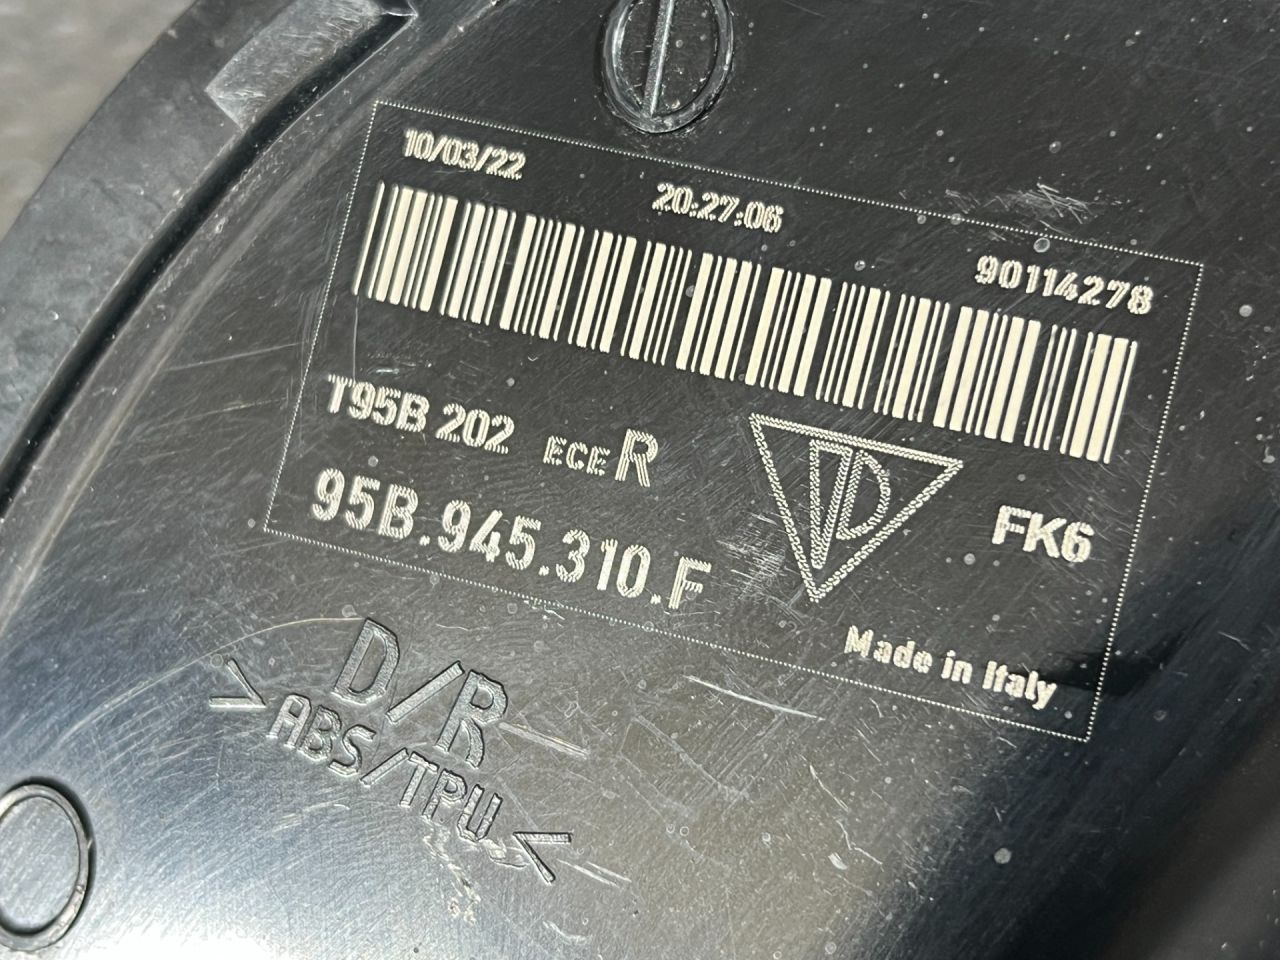 10/03/22
20:27:06
90114278
T95B 202 ECE R
95B.945.310.F
FK6
Made in Italy
D/R
>ABS/TPU<